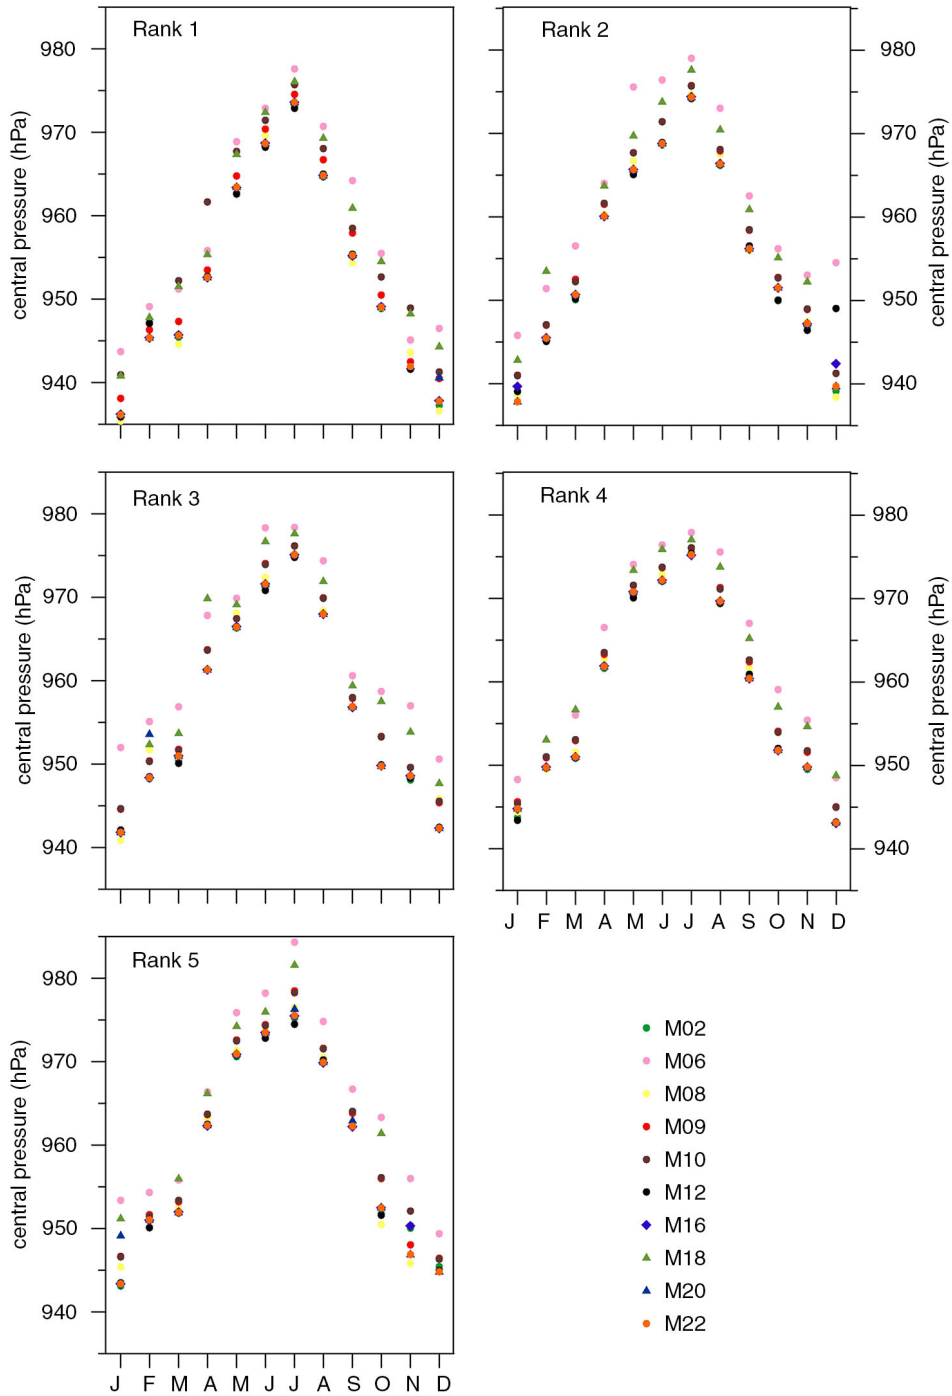 Rank 1
980
970
960
950
940
central pressure (hPa)
Rank 2
980
970
960
950
940
central pressure (hPa)
Rank 3
980
970
960
950
940
central pressure (hPa)
Rank 4
980
970
960
950
940
central pressure (hPa)
J F M A M J J A S O N D
Rank 5
980
970
960
950
940
central pressure (hPa)
J F M A M J J A S O N D
M02
M06
M08
M09
M10
M12
M16
M18
M20
M22